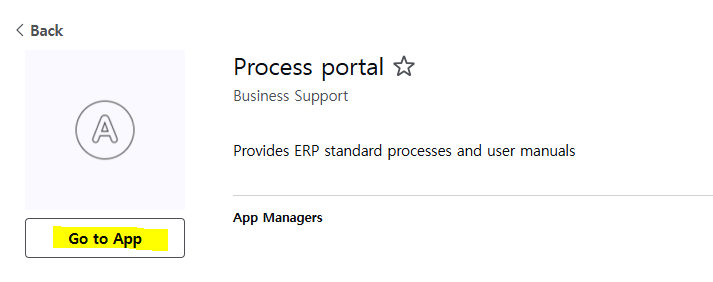 Back
Process portal
Business Support
Provides ERP standard processes and user manuals
App Managers
A
Go to App